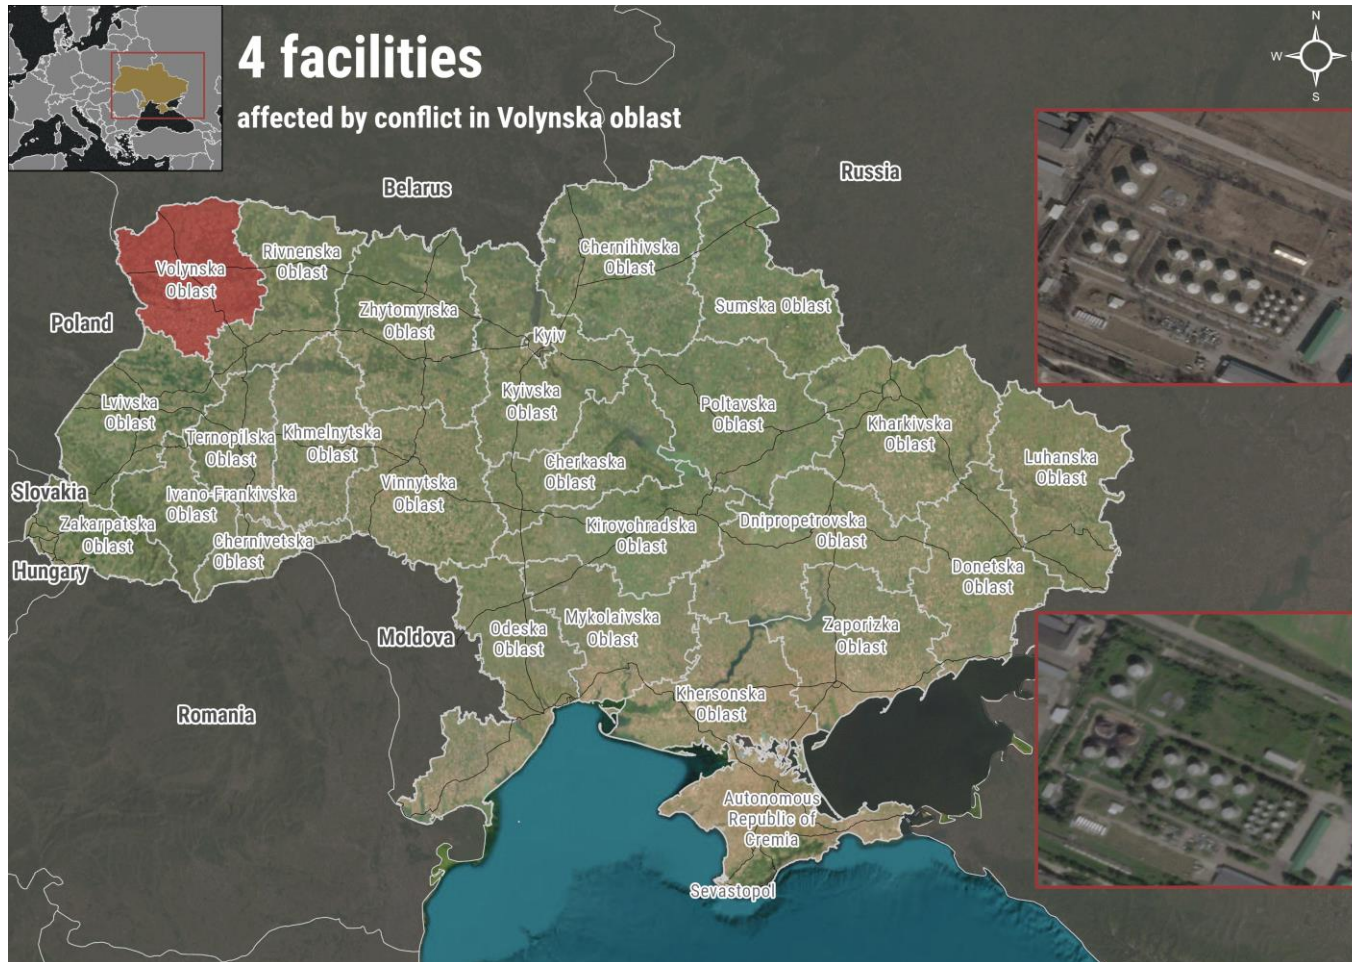 4 facilities
affected by conflict in Volynska oblast
N
W
S
Belarus
Russia
Poland
Slovakia
Hungary
Moldova
Romania
Volynska
Oblast
Rivnenska
Oblast
Zhytomyrska
Oblast
Chernihivska
Oblast
Sumska Oblast
Kyiv
Kyivska
Oblast
Lvivska
Oblast
Ternopilska
Oblast
Khmelnytska
Oblast
Vinnytska
Oblast
Cherkaska
Oblast
Poltavska
Oblast
Kharkivska
Oblast
Luhanska
Oblast
Ivano-Frankivska
Oblast
Zakarpatska
Oblast
Chernivetska
Oblast
Kirovohradska
Oblast
Dnipropetrovska
Oblast
Donetska
Oblast
Odeska
Oblast
Mykolaivska
Oblast
Zaporizka
Oblast
Khersonska
Oblast
Autonomous
Republic of
Cremia
Sevastopol